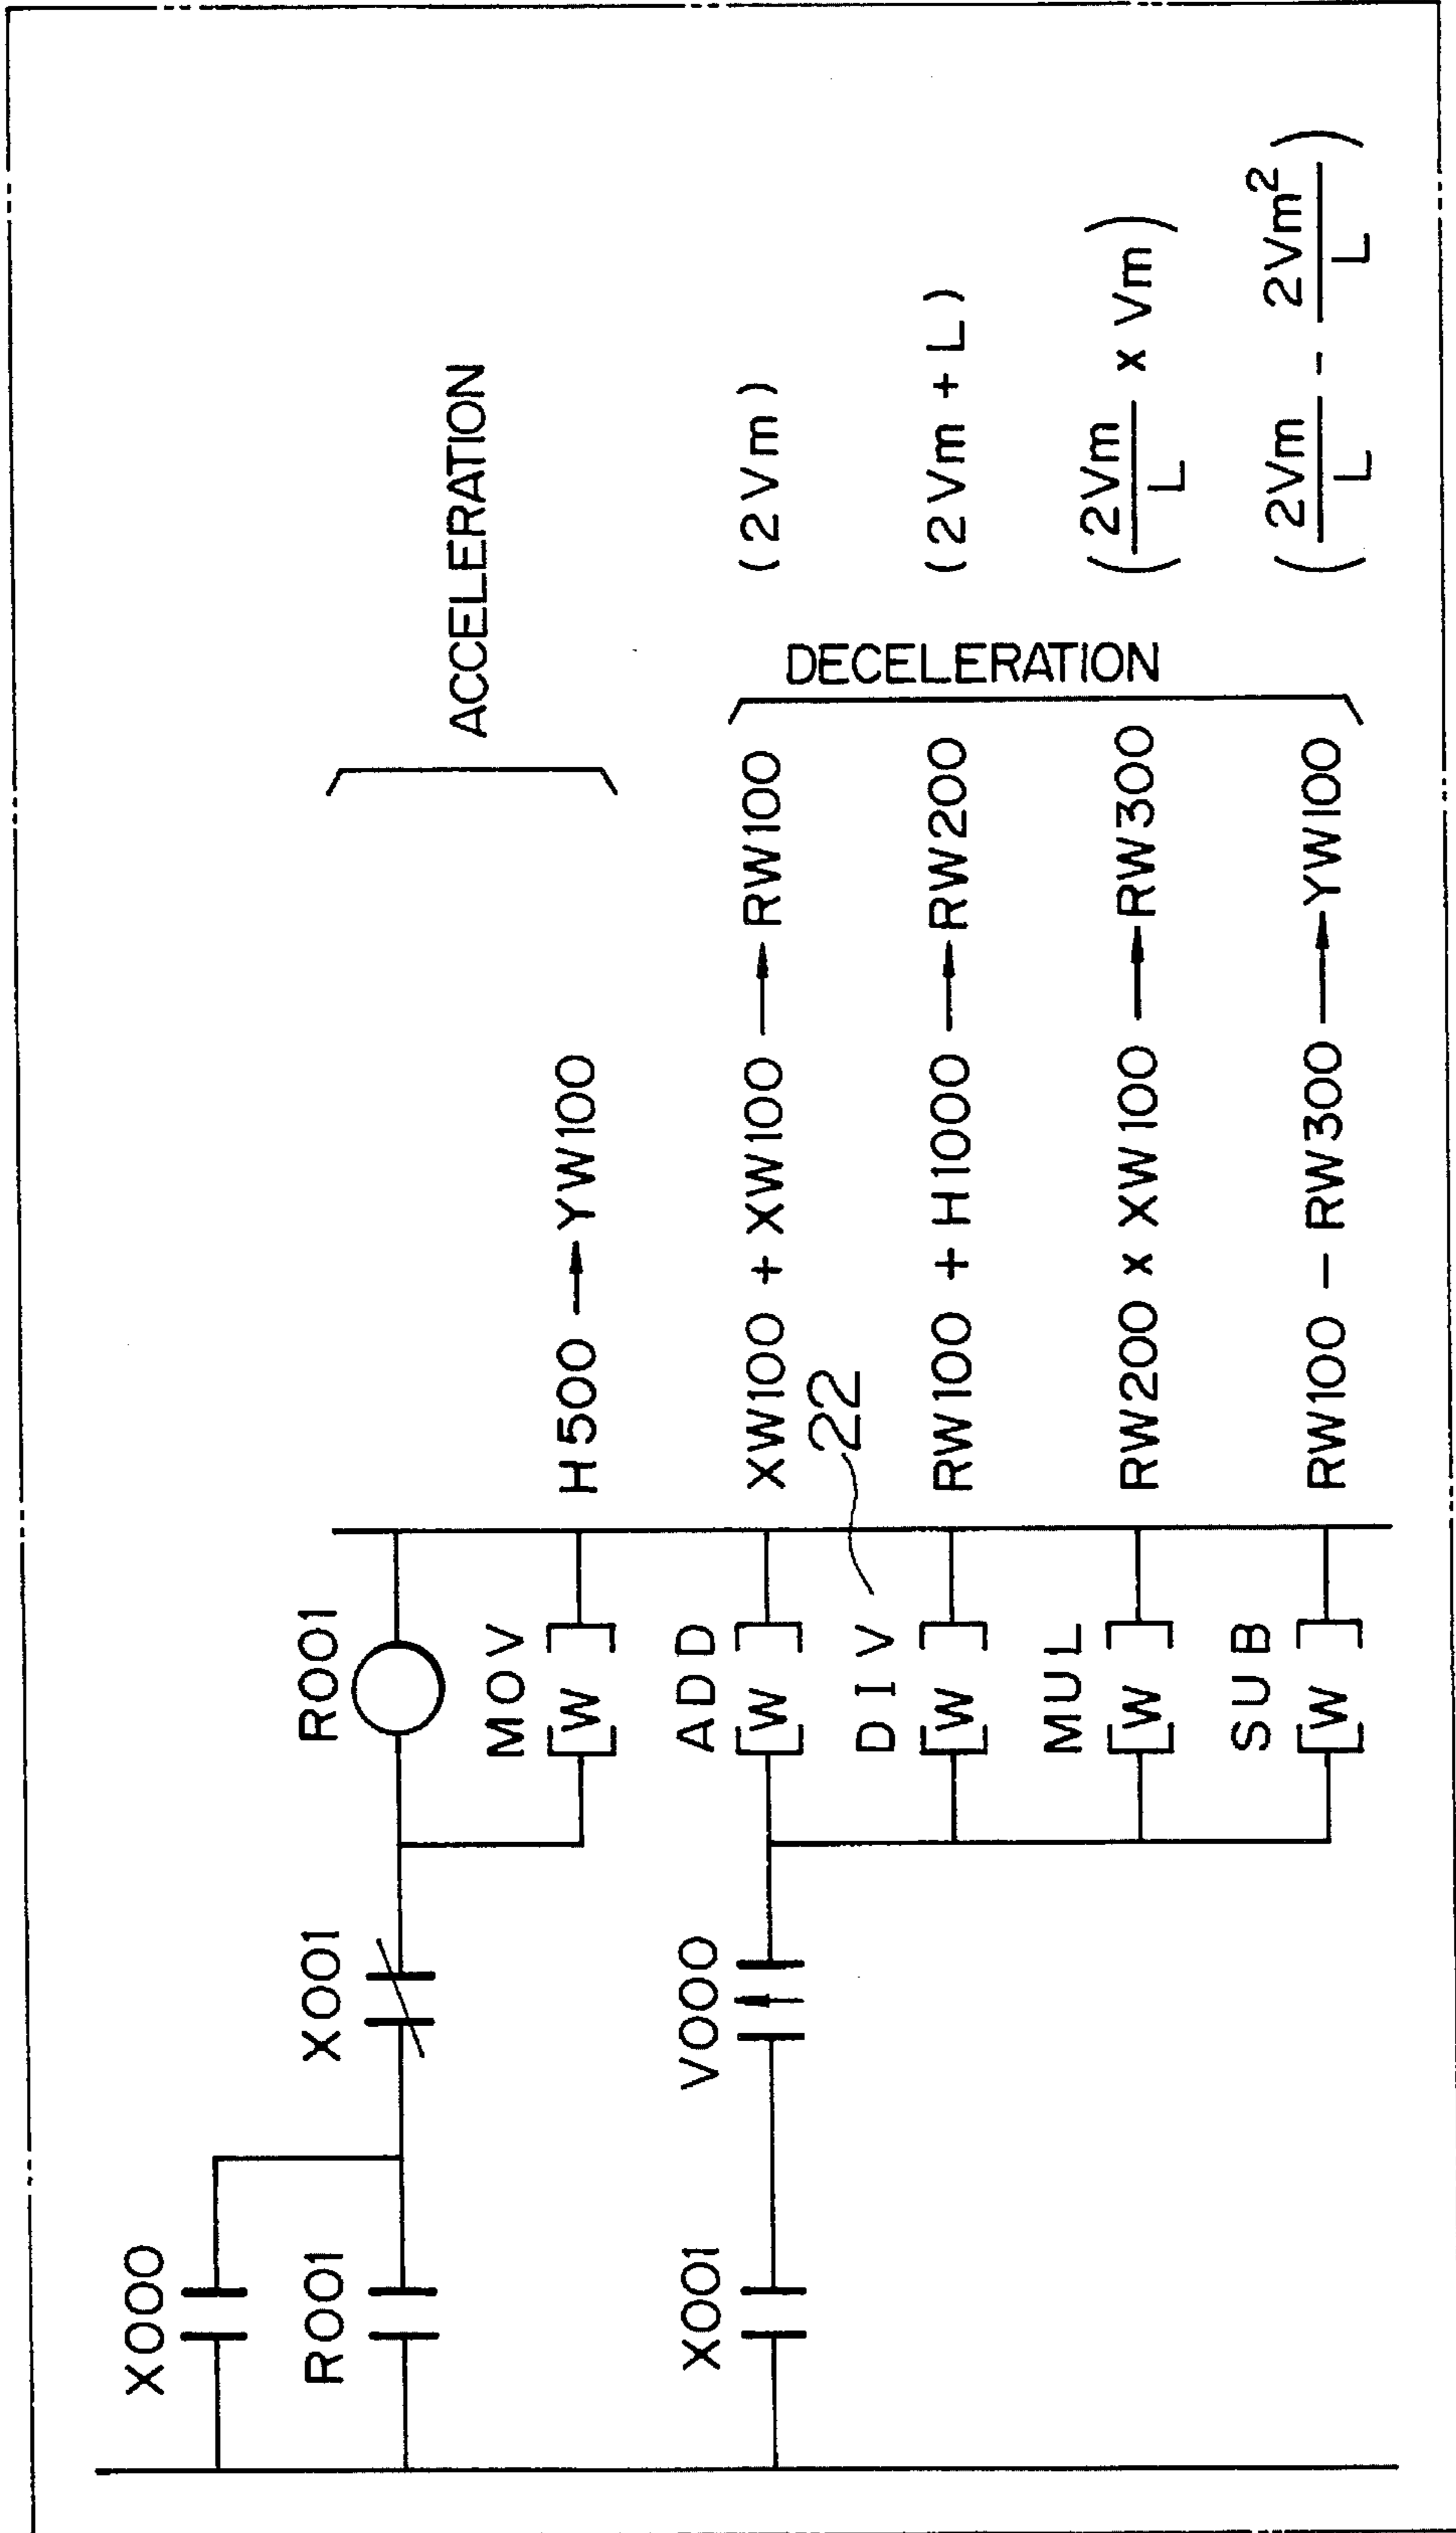 X000
R001
X001
R001
MOV
[W] H500 → YW100
ACCELERATION
X001
V000
ADD
[W] XW100 + XW100 → RW100 (2Vm)
22
DIV
[W] RW100 + H1000 → RW200 (2Vm + L)
DECELERATION
MUL
[W] RW200 x XW100 → RW300 (2Vm/L x Vm)
SUB
[W] RW100 - RW300 → YW100 (2Vm/L - 2Vm²/L)